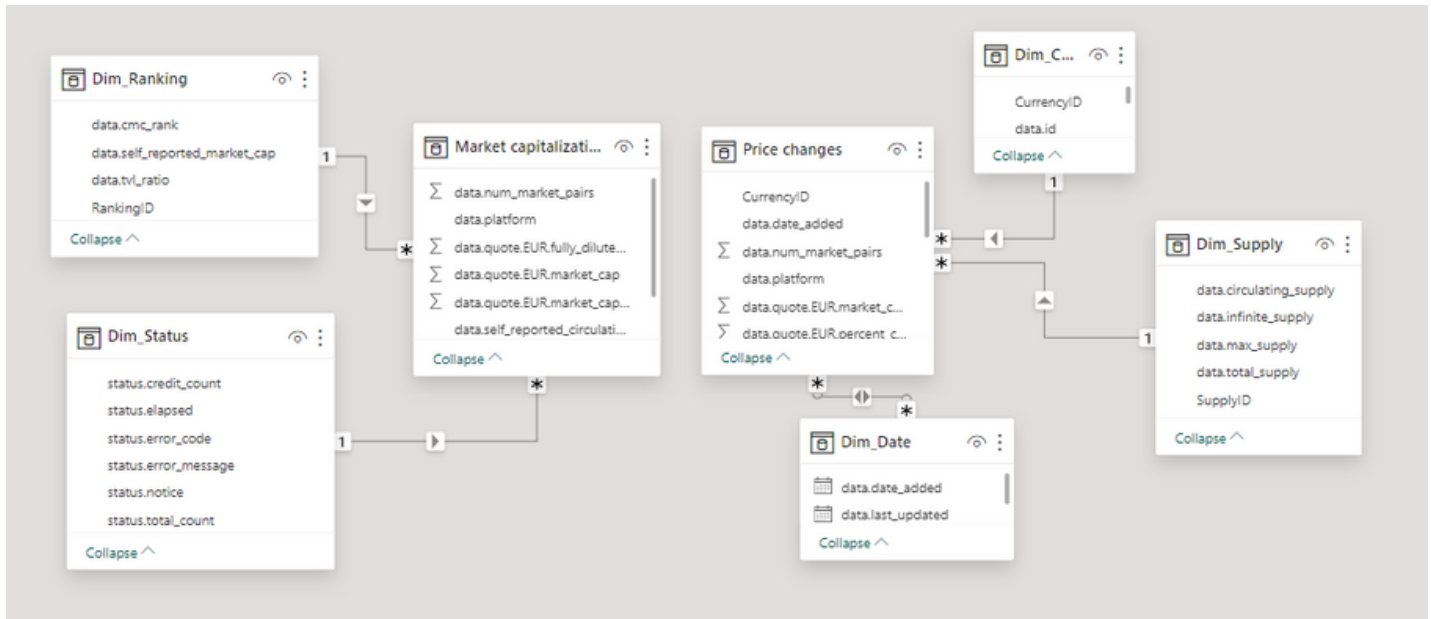 Dim_Ranking
data.cmc_rank
data.self_reported_market_cap
data.tvl_ratio
RankingID
Collapse
1
*
Market capitalizati...
data.num_market_pairs
data.platform
data.quote.EUR.fully_dilute...
data.quote.EUR.market_cap
data.quote.EUR.market_cap...
data.self_reported_circulati...
Collapse
*
Dim_Status
status.credit_count
status.elapsed
status.error_code
status.error_message
status.notice
status.total_count
Collapse
1
Price changes
CurrencyID
data.date_added
data.num_market_pairs
data.platform
data.quote.EUR.market_c...
data.quote.EUR.percent_c...
Collapse
*
*
*
*
Dim_Date
data.date_added
data.last_updated
Collapse
Dim_C...
CurrencyID
data.id
Collapse
1
Dim_Supply
data.circulating_supply
data.infinite_supply
data.max_supply
data.total_supply
SupplyID
Collapse
1